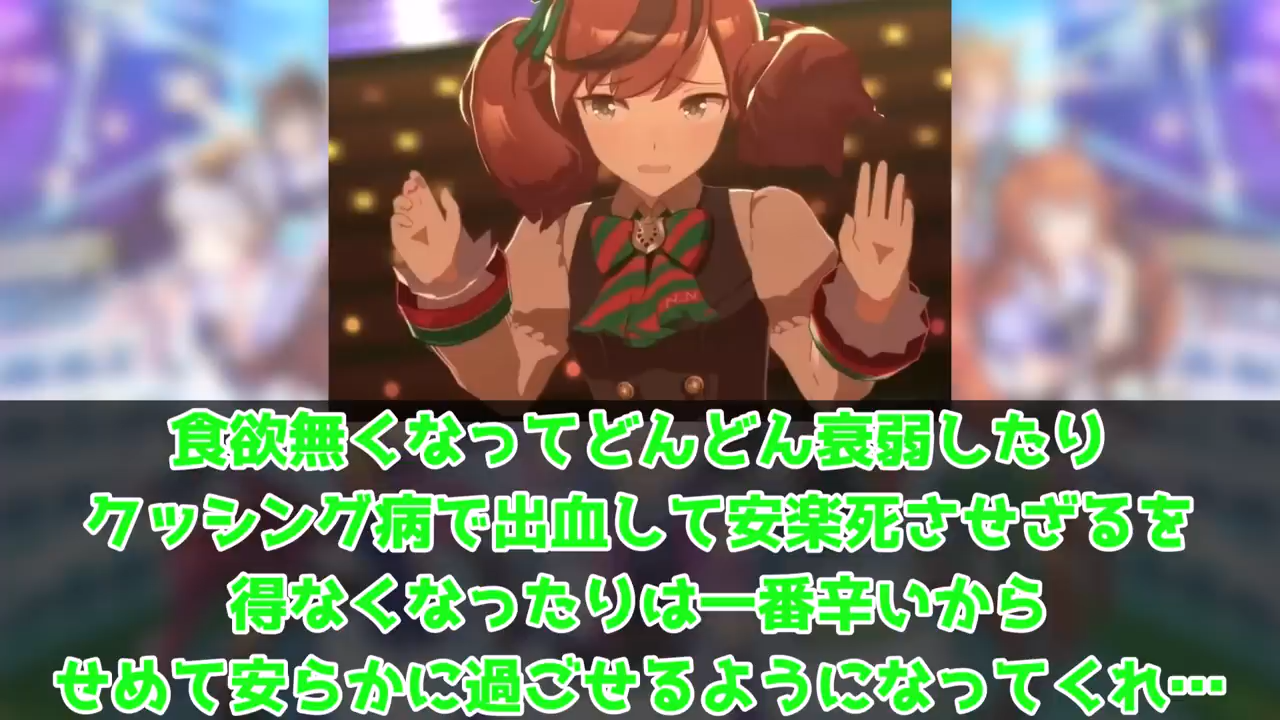 N_N
食欲無くなってどんどん衰弱したり
クッシング病で出血して安楽死させざるを
得なくなったりは一番辛いから
せめて安らかに過ごせるようになってくれ…